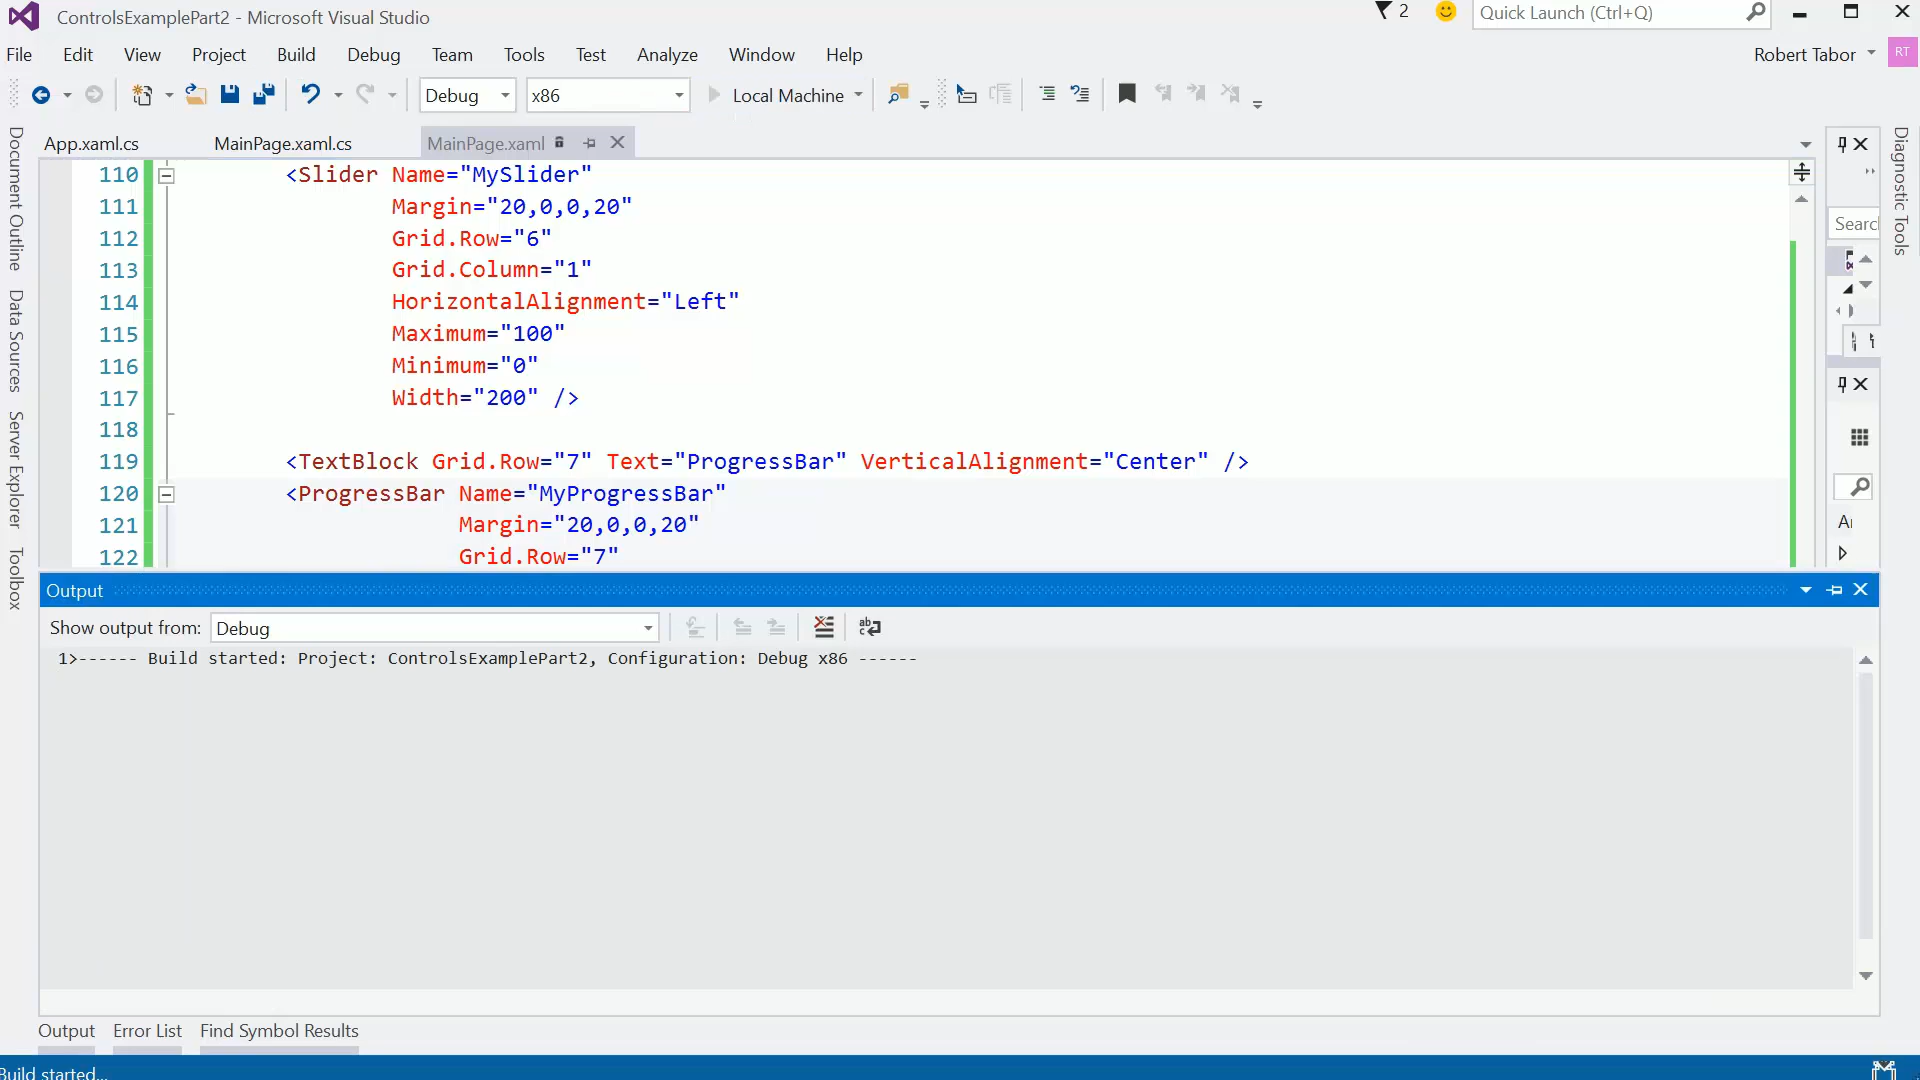 ControlsExamplePart2 - Microsoft Visual Studio
2
Quick Launch (Ctrl+Q)
File Edit View Project Build Debug Team Tools Test Analyze Window Help
Robert Tabor RT
Debug x86 Local Machine
App.xaml.cs MainPage.xaml.cs MainPage.xaml
Document Outline
Data Sources
Server Explorer
Toolbox
110 <Slider Name="MySlider"
111 Margin="20,0,0,20"
112 Grid.Row="6"
113 Grid.Column="1"
114 HorizontalAlignment="Left"
115 Maximum="100"
116 Minimum="0"
117 Width="200" />
118
119 <TextBlock Grid.Row="7" Text="ProgressBar" VerticalAlignment="Center" />
120 <ProgressBar Name="MyProgressBar"
121 Margin="20,0,0,20"
122 Grid.Row="7"
Diagnostic Tools
Output
Show output from: Debug
1>------ Build started: Project: ControlsExamplePart2, Configuration: Debug x86 ------
Output Error List Find Symbol Results
Build started...